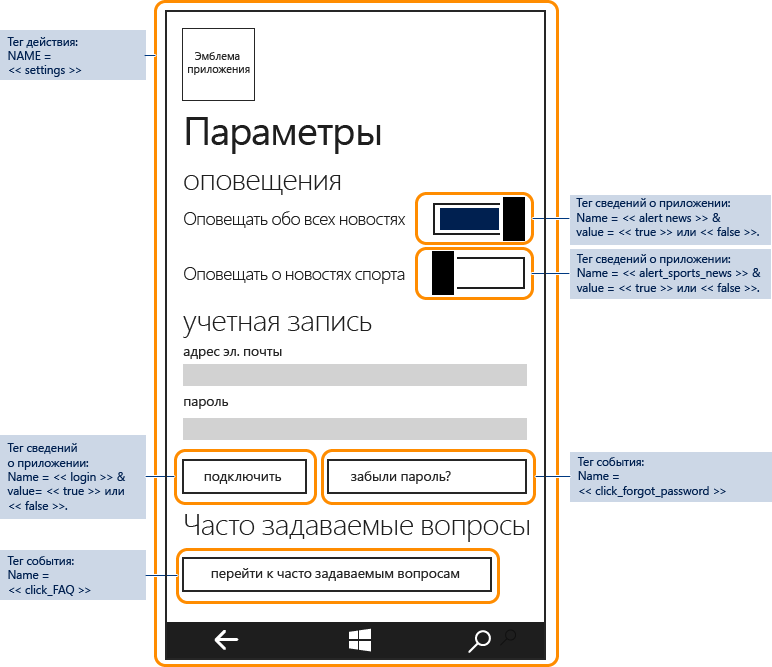 Тег действия:
NAME =
<< settings >>
Эмблема
приложения
Параметры
оповещения
Оповещать обо всех новостях
Тег сведений о приложении:
Name = << alert news >> &
value = << true >> или << false >>.
Оповещать о новостях спорта
Тег сведений о приложении:
Name = << alert_sports_news >> &
value = << true >> или << false >>.
учетная запись
адрес эл. почты
пароль
Тег сведений
о приложении:
Name = << login >> &
value= << true >> или
<< false >>.
подключить
забыли пароль?
Тег события:
Name =
<< click_forgot_password >>
Часто задаваемые вопросы
Тег события:
Name =
<< click_FAQ >>
перейти к часто задаваемым вопросам